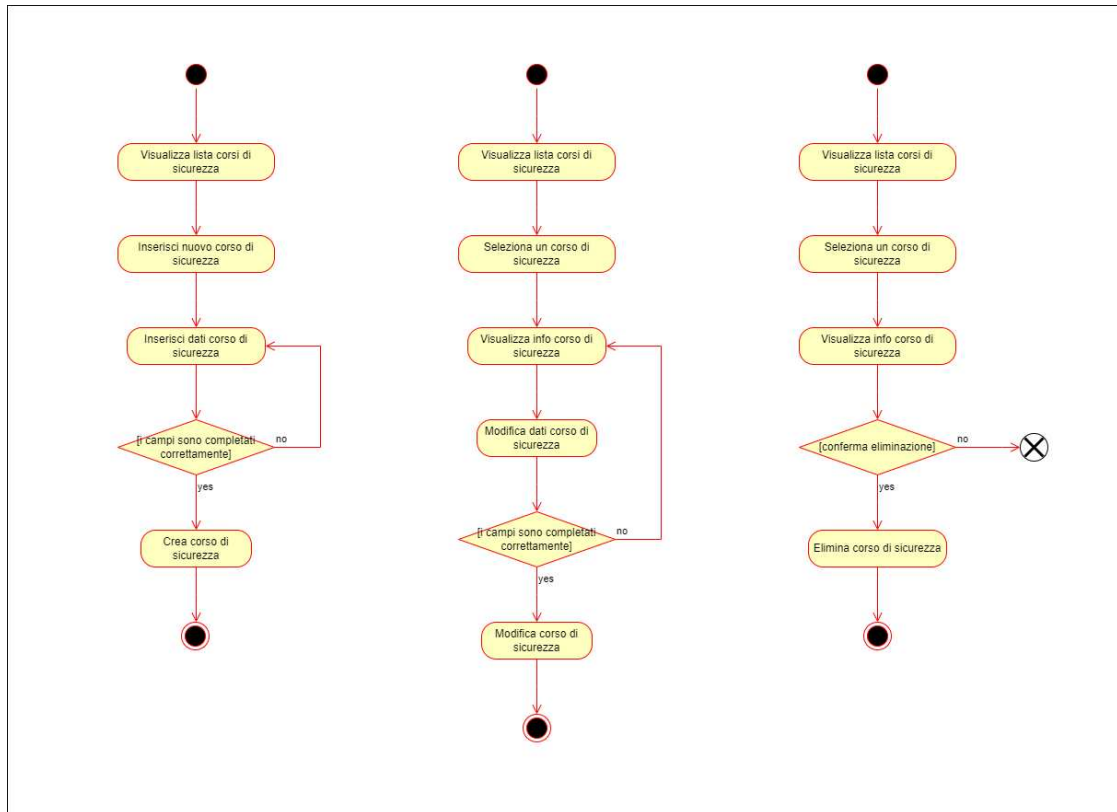 Visualizza lista corsi di
sicurezza
Inserisci nuovo corso di
sicurezza
Inserisci dati corso di
sicurezza
[i campi sono completati
correttamente]
no
yes
Crea corso di
sicurezza
Visualizza lista corsi di
sicurezza
Seleziona un corso di
sicurezza
Visualizza info corso di
sicurezza
Modifica dati corso di
sicurezza
[i campi sono completati
correttamente]
no
yes
Modifica corso di
sicurezza
Visualizza lista corsi di
sicurezza
Seleziona un corso di
sicurezza
Visualizza info corso di
sicurezza
[conferma eliminazione]
no
yes
Elimina corso di sicurezza